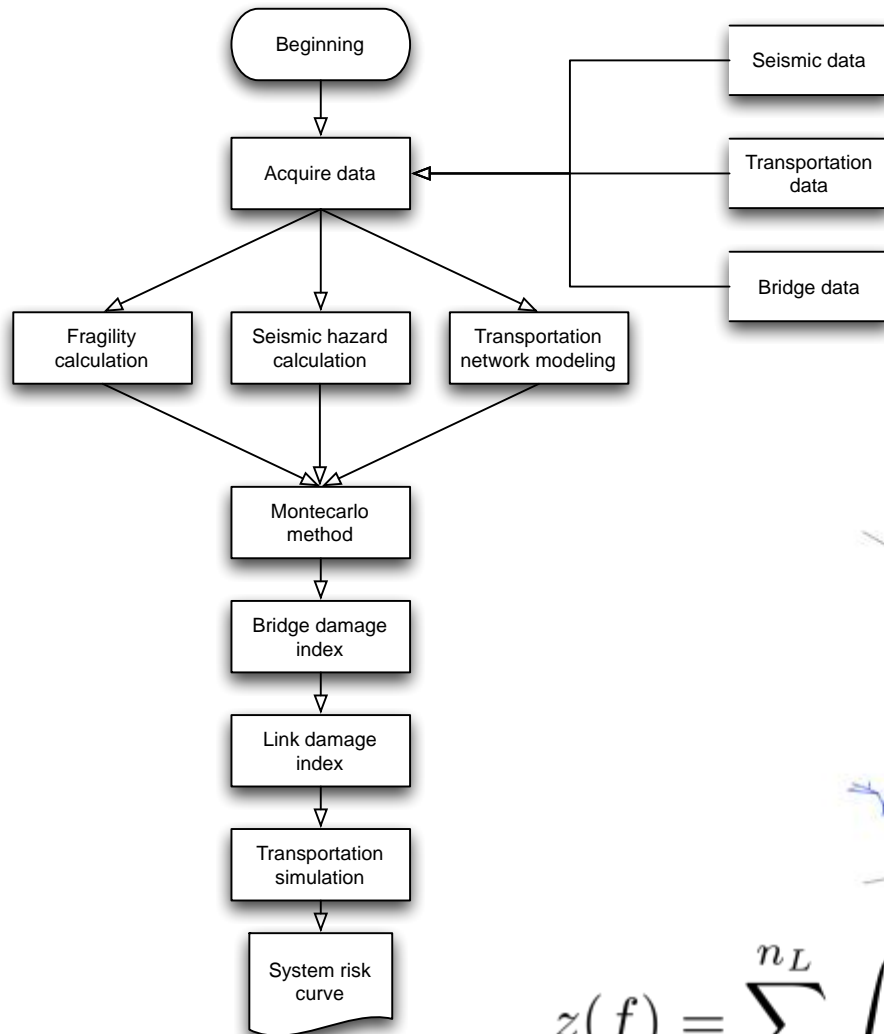 Beginning
Seismic data
Acquire data
Transportation
data
Bridge data
Fragility
calculation
Seismic hazard
calculation
Transportation
network modeling
Montecarlo
method
Bridge damage
index
Link damage
index
Transportation
simulation
System risk
curve
n_L
z(f) = ∑ ∫